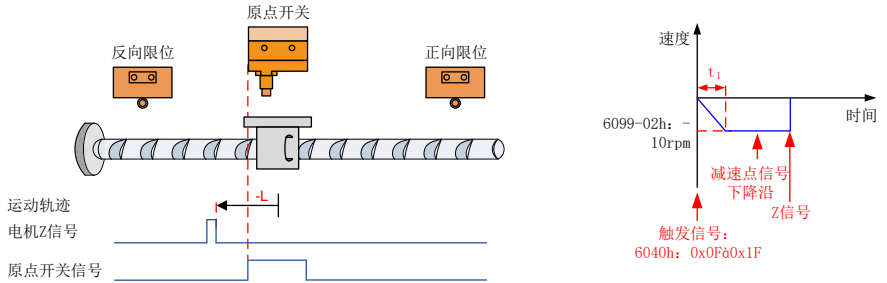 原点开关
反向限位
正向限位
-L
运动轨迹
电机Z信号
原点开关信号
速度
t1
时间
6099-02h: -
10rpm
减速点信号
下降沿
Z信号
触发信号:
6040h: 0x0Fà0x1F